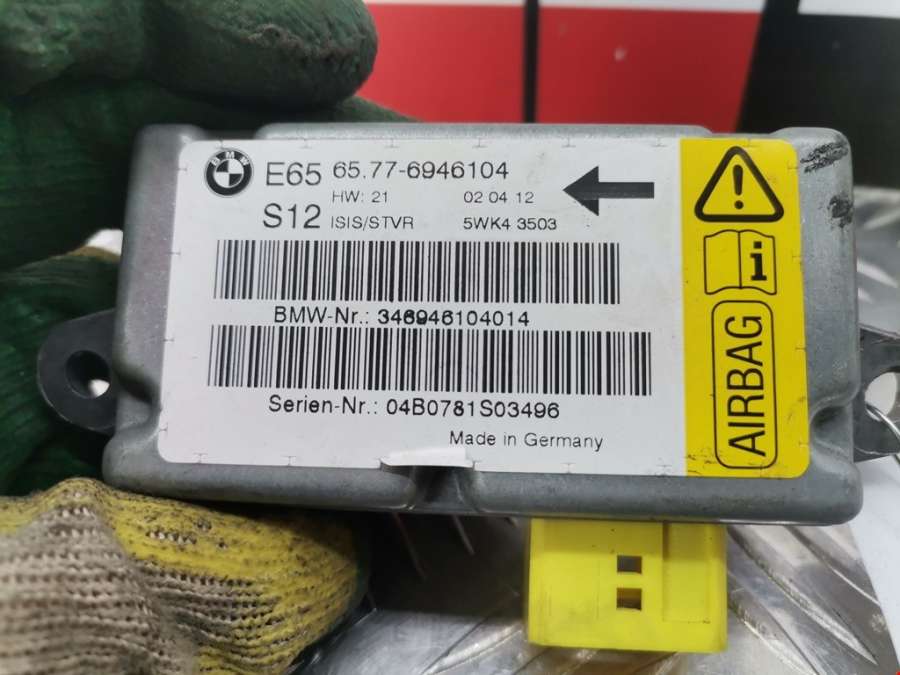 BMW
E65 65.77-6946104
HW: 21 02 04 12
S12 ISIS/STVR 5WK4 3503
BMW-Nr.: 346946104014
Serien-Nr.: 04B0781S03496
Made in Germany
!
i
AIRBAG